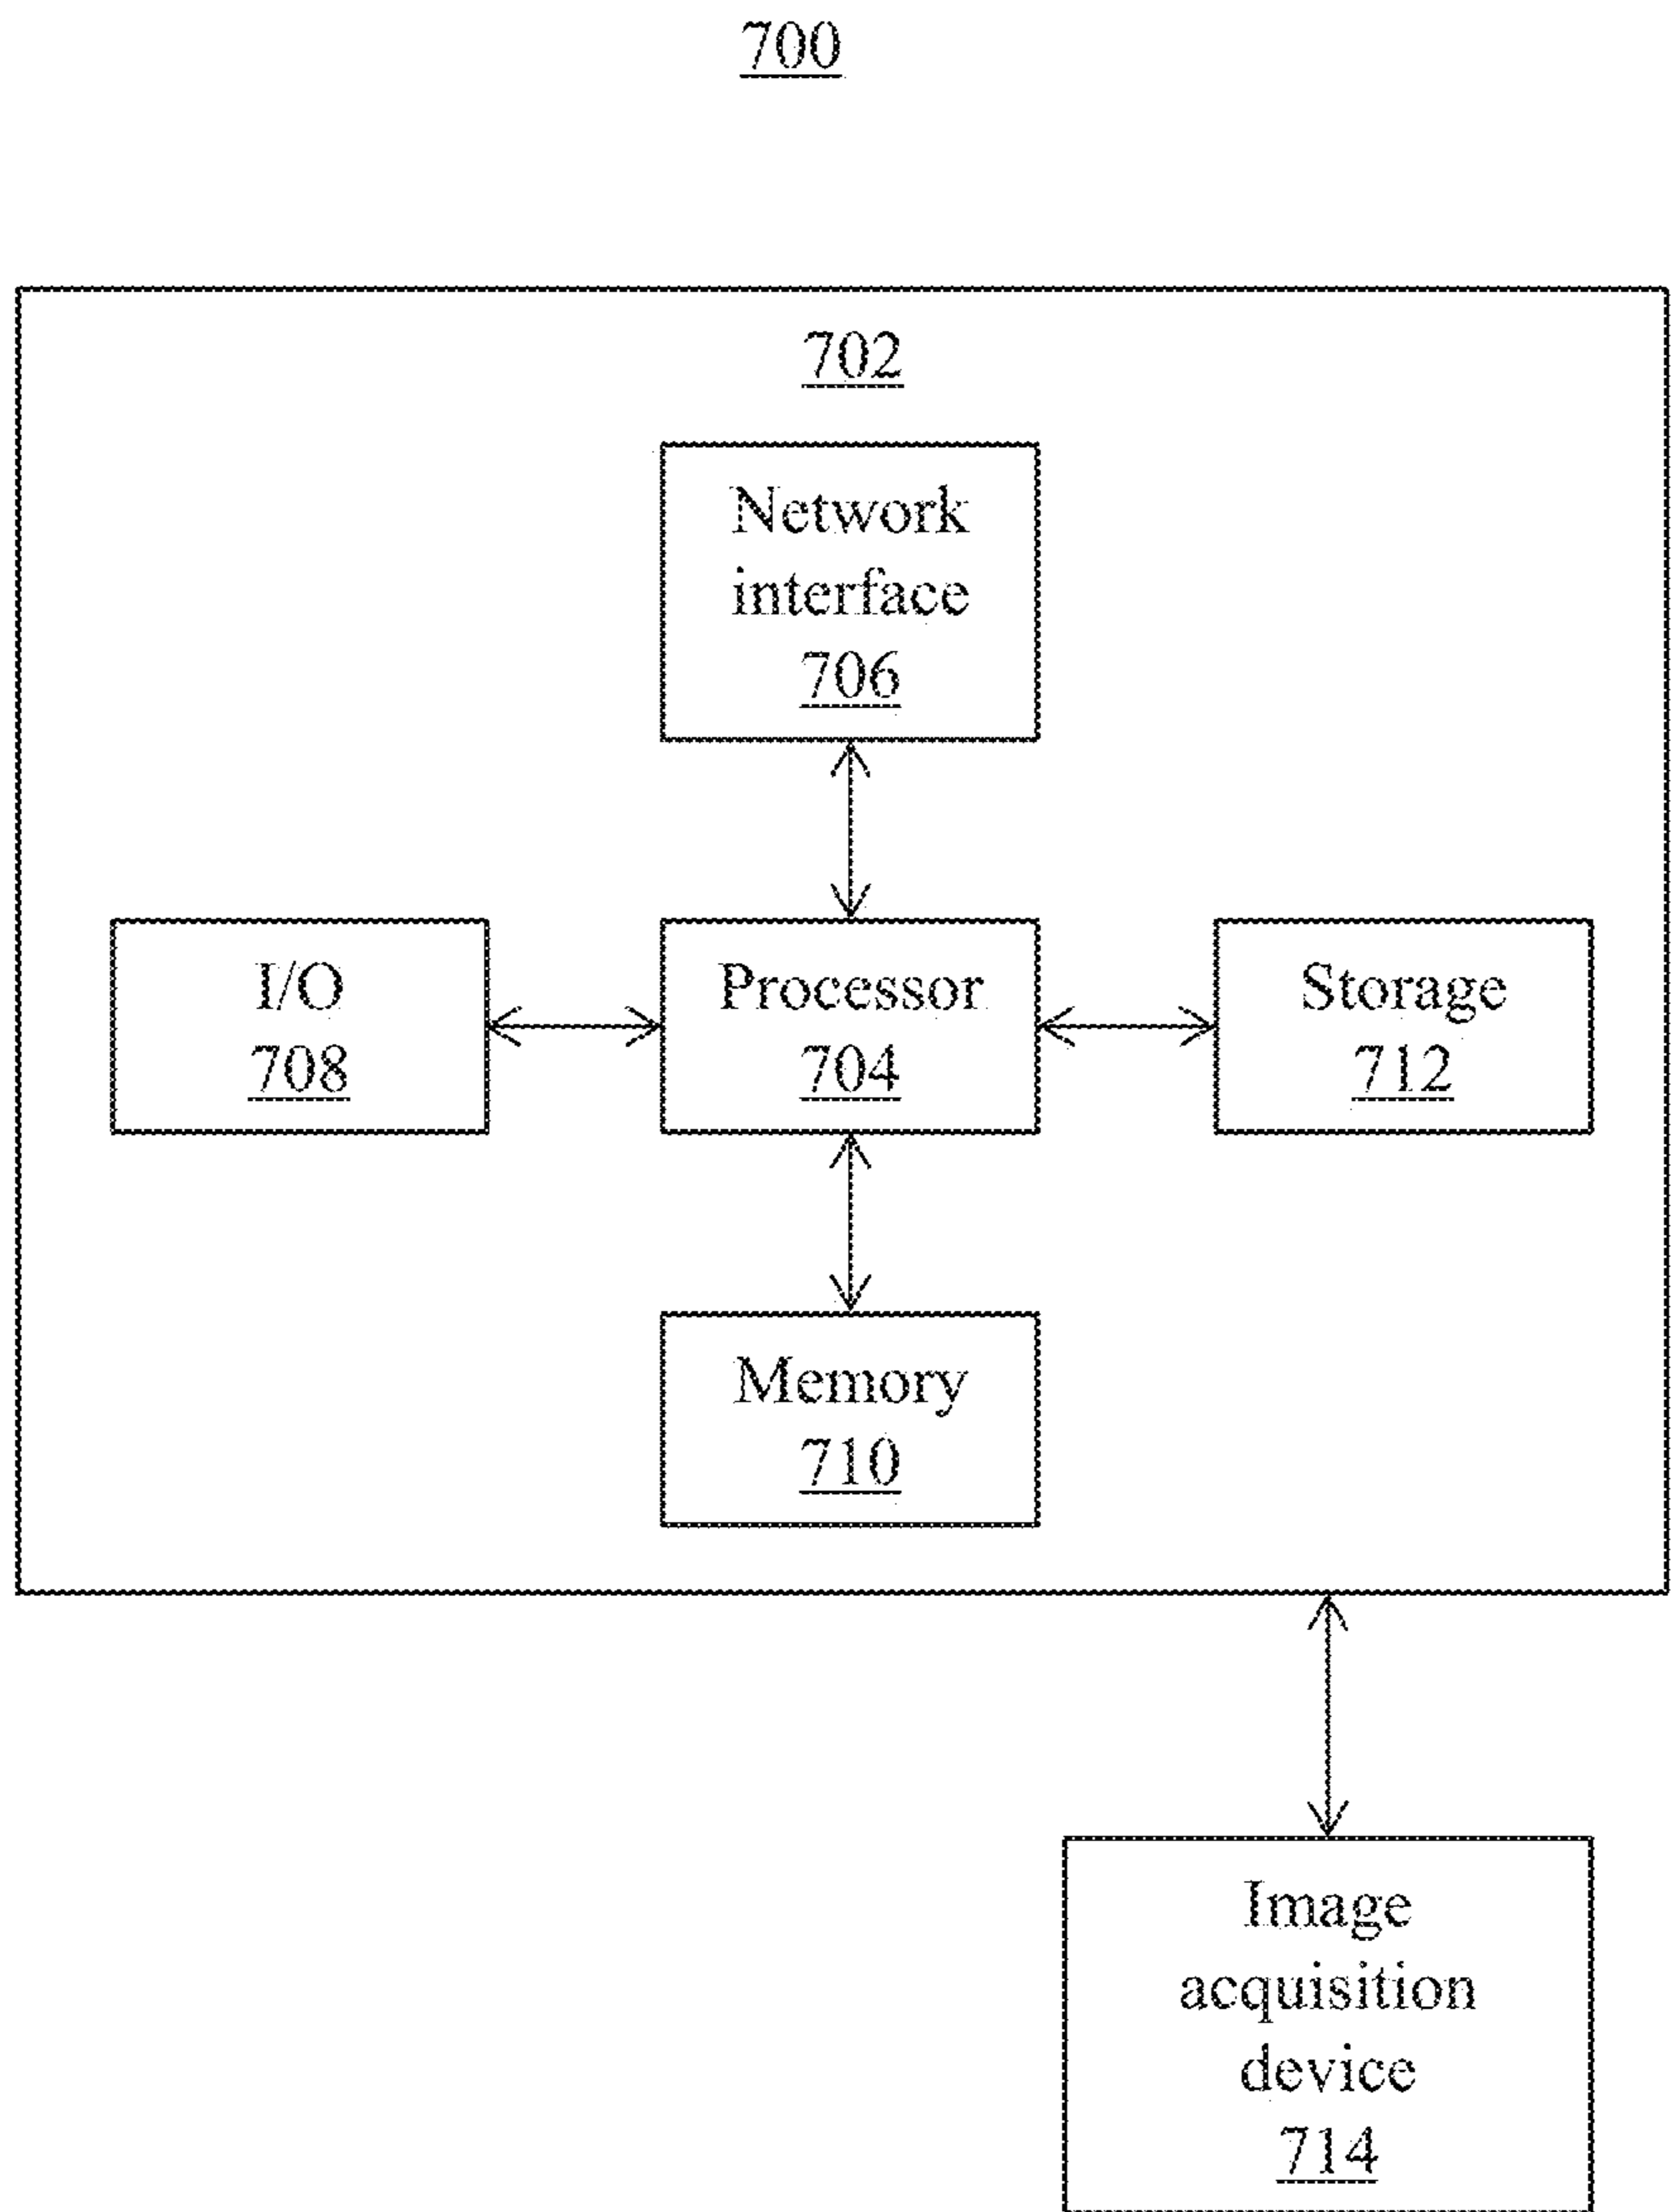 700
702
Network
interface
706
I/O
708
Processor
704
Storage
712
Memory
710
Image
acquisition
device
714